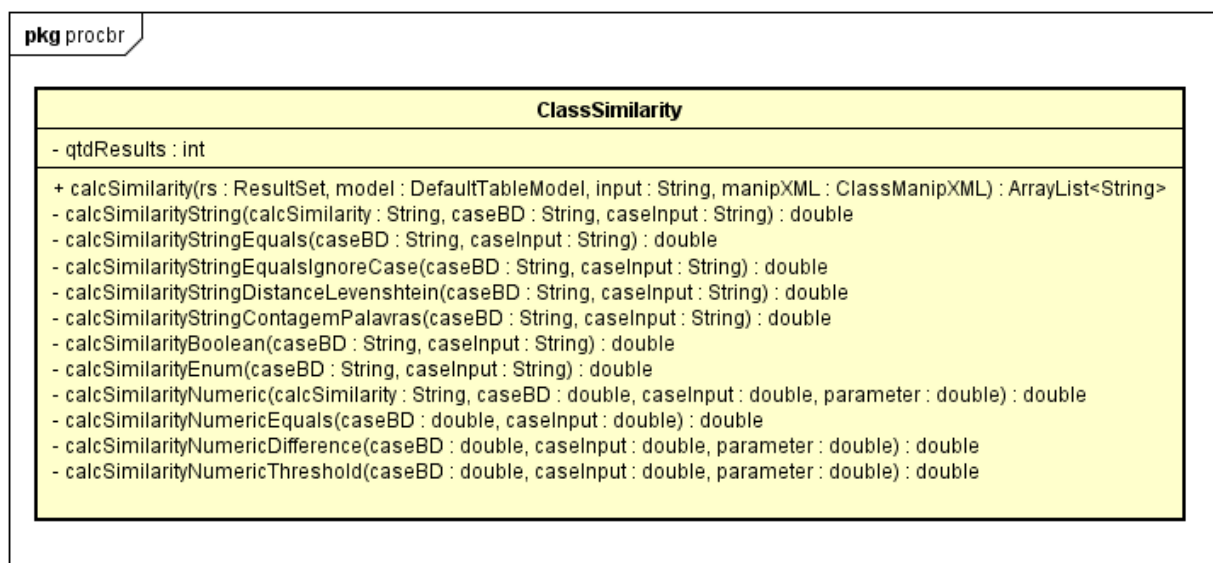 pkg procbr
ClassSimilarity
- qtdResults : int
+ calcSimilarity(rs : ResultSet, model : DefaultTableModel, input : String, manipXML : ClassManipXML) : ArrayList<String>
- calcSimilarityString(calcSimilarity : String, caseBD : String, caseInput : String) : double
- calcSimilarityStringEquals(caseBD : String, caseInput : String) : double
- calcSimilarityStringEqualsIgnoreCase(caseBD : String, caseInput : String) : double
- calcSimilarityStringDistanceLevenshtein(caseBD : String, caseInput : String) : double
- calcSimilarityStringContagemPalavras(caseBD : String, caseInput : String) : double
- calcSimilarityBoolean(caseBD : String, caseInput : String) : double
- calcSimilarityEnum(caseBD : String, caseInput : String) : double
- calcSimilarityNumeric(calcSimilarity : String, caseBD : double, caseInput : double, parameter : double) : double
- calcSimilarityNumericEquals(caseBD : double, caseInput : double) : double
- calcSimilarityNumericDifference(caseBD : double, caseInput : double, parameter : double) : double
- calcSimilarityNumericThreshold(caseBD : double, caseInput : double, parameter : double) : double